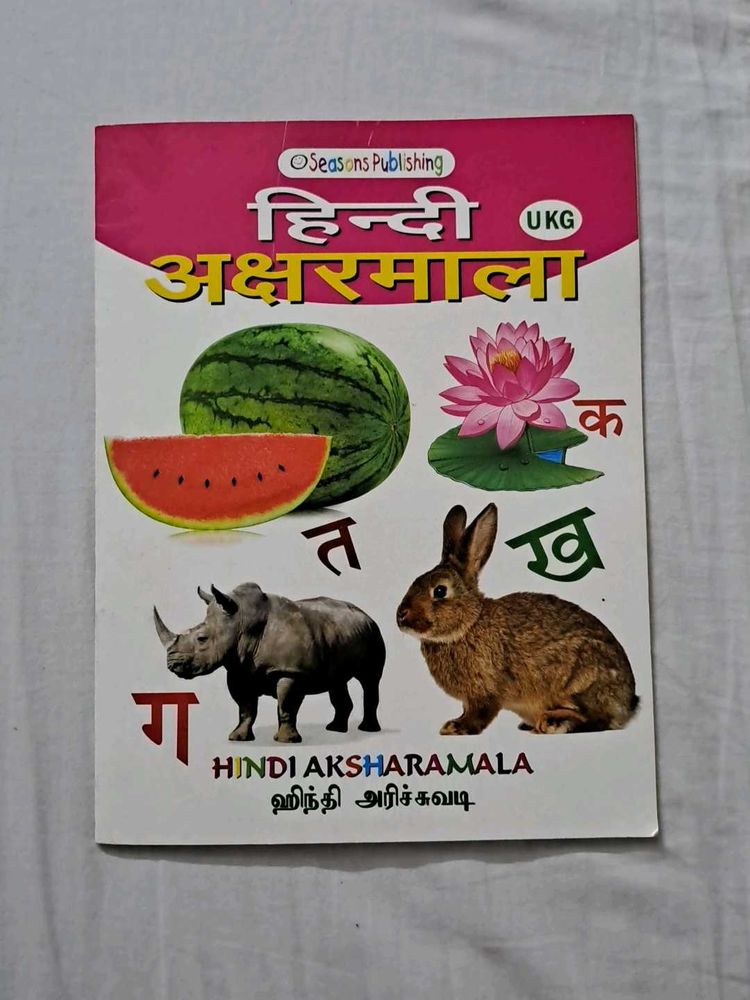 Seasons Publishing
हिन्दी
UKG
अक्षरमाला
क
त
ख
ग
HINDI AKSHARAMALA
ஹிந்தி அரிச்சுவடி